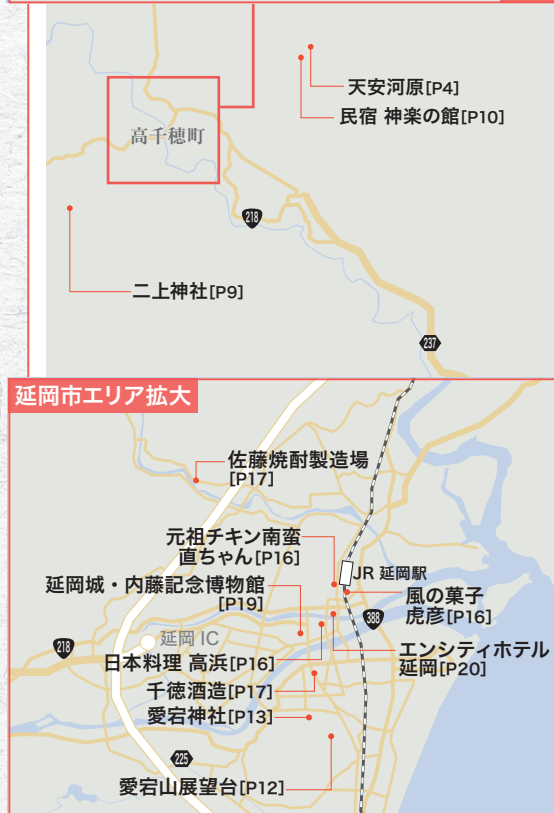 天安河原[P4]
民宿 神楽の館[P10]
高千穂町
218
二上神社[P9]
237
延岡市エリア拡大
佐藤焼酎製造場
[P17]
元祖チキン南蛮
直ちゃん[P16]
JR 延岡駅
延岡城・内藤記念博物館
[P19]
風の菓子
虎彦[P16]
388
218
延岡 IC
エンシティホテル
延岡[P20]
日本料理 高浜[P16]
千徳酒造[P17]
愛宕神社[P13]
225
愛宕山展望台[P12]